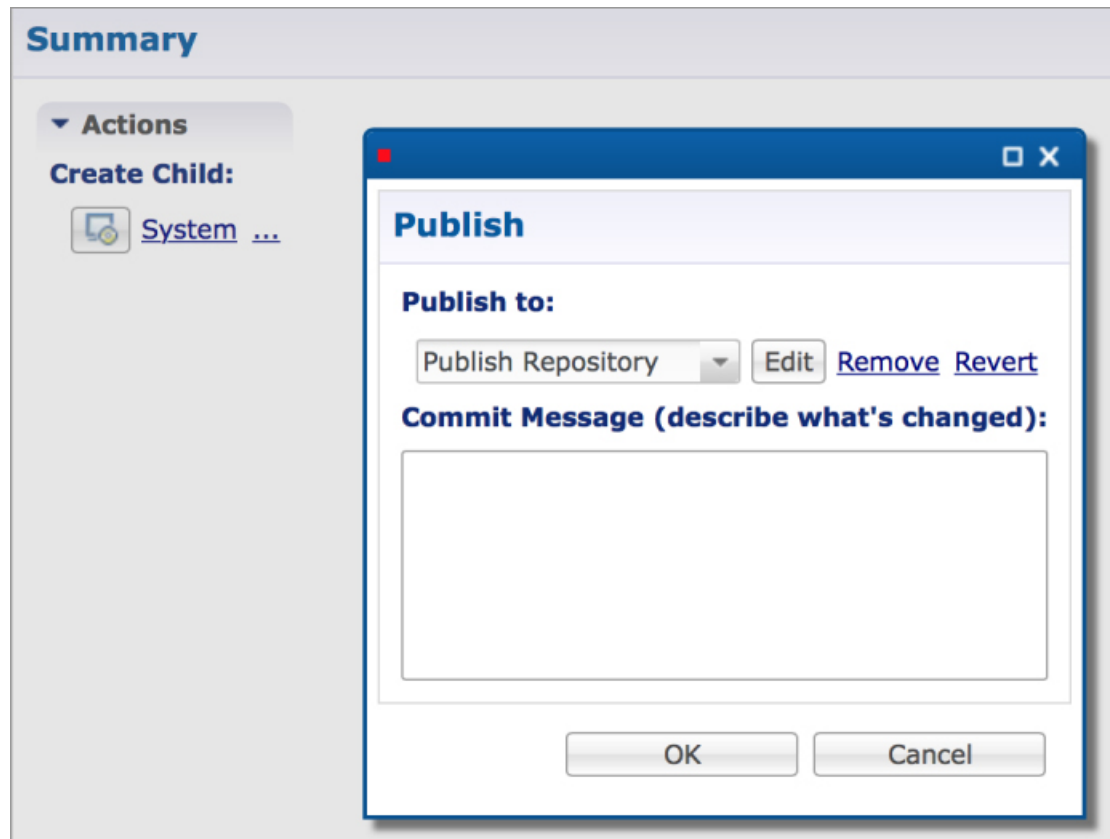 Summary
Actions
Create Child:
System ...
Publish
Publish to:
Publish Repository Edit Remove Revert
Commit Message (describe what's changed):
OK Cancel